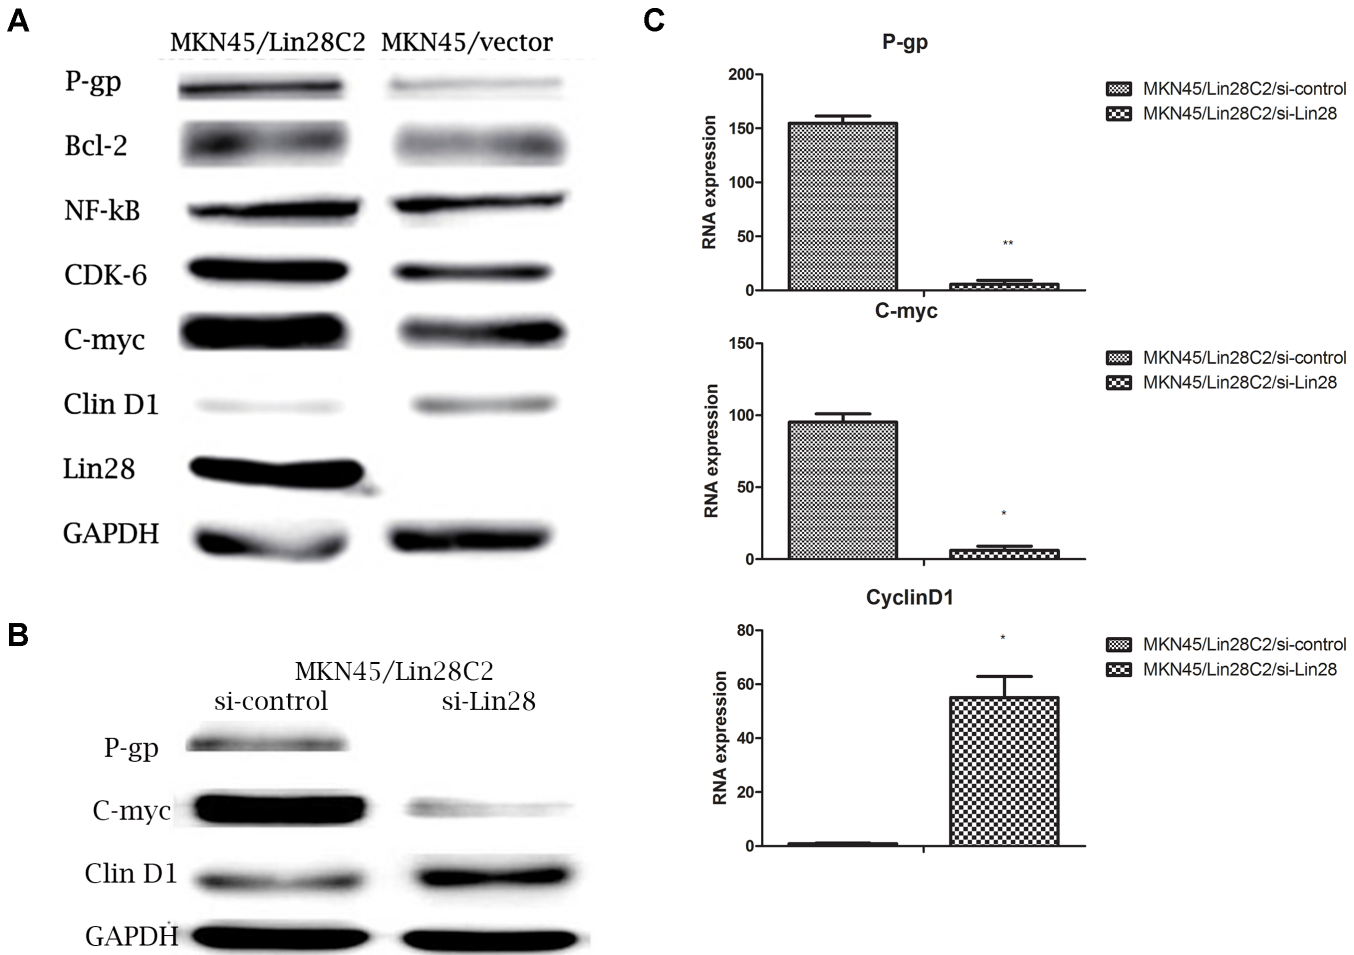 A
MKN45/Lin28C2 MKN45/vector
P-gp
Bcl-2
NF-kB
CDK-6
C-myc
Clin D1
Lin28
GAPDH
B
MKN45/Lin28C2
si-control si-Lin28
P-gp
C-myc
Clin D1
GAPDH
C
P-gp
RNA expression
200
150
100
50
0
**
MKN45/Lin28C2/si-control
MKN45/Lin28C2/si-Lin28
C-myc
RNA expression
150
100
50
0
*
MKN45/Lin28C2/si-control
MKN45/Lin28C2/si-Lin28
CyclinD1
RNA expression
80
60
40
20
0
*
MKN45/Lin28C2/si-control
MKN45/Lin28C2/si-Lin28